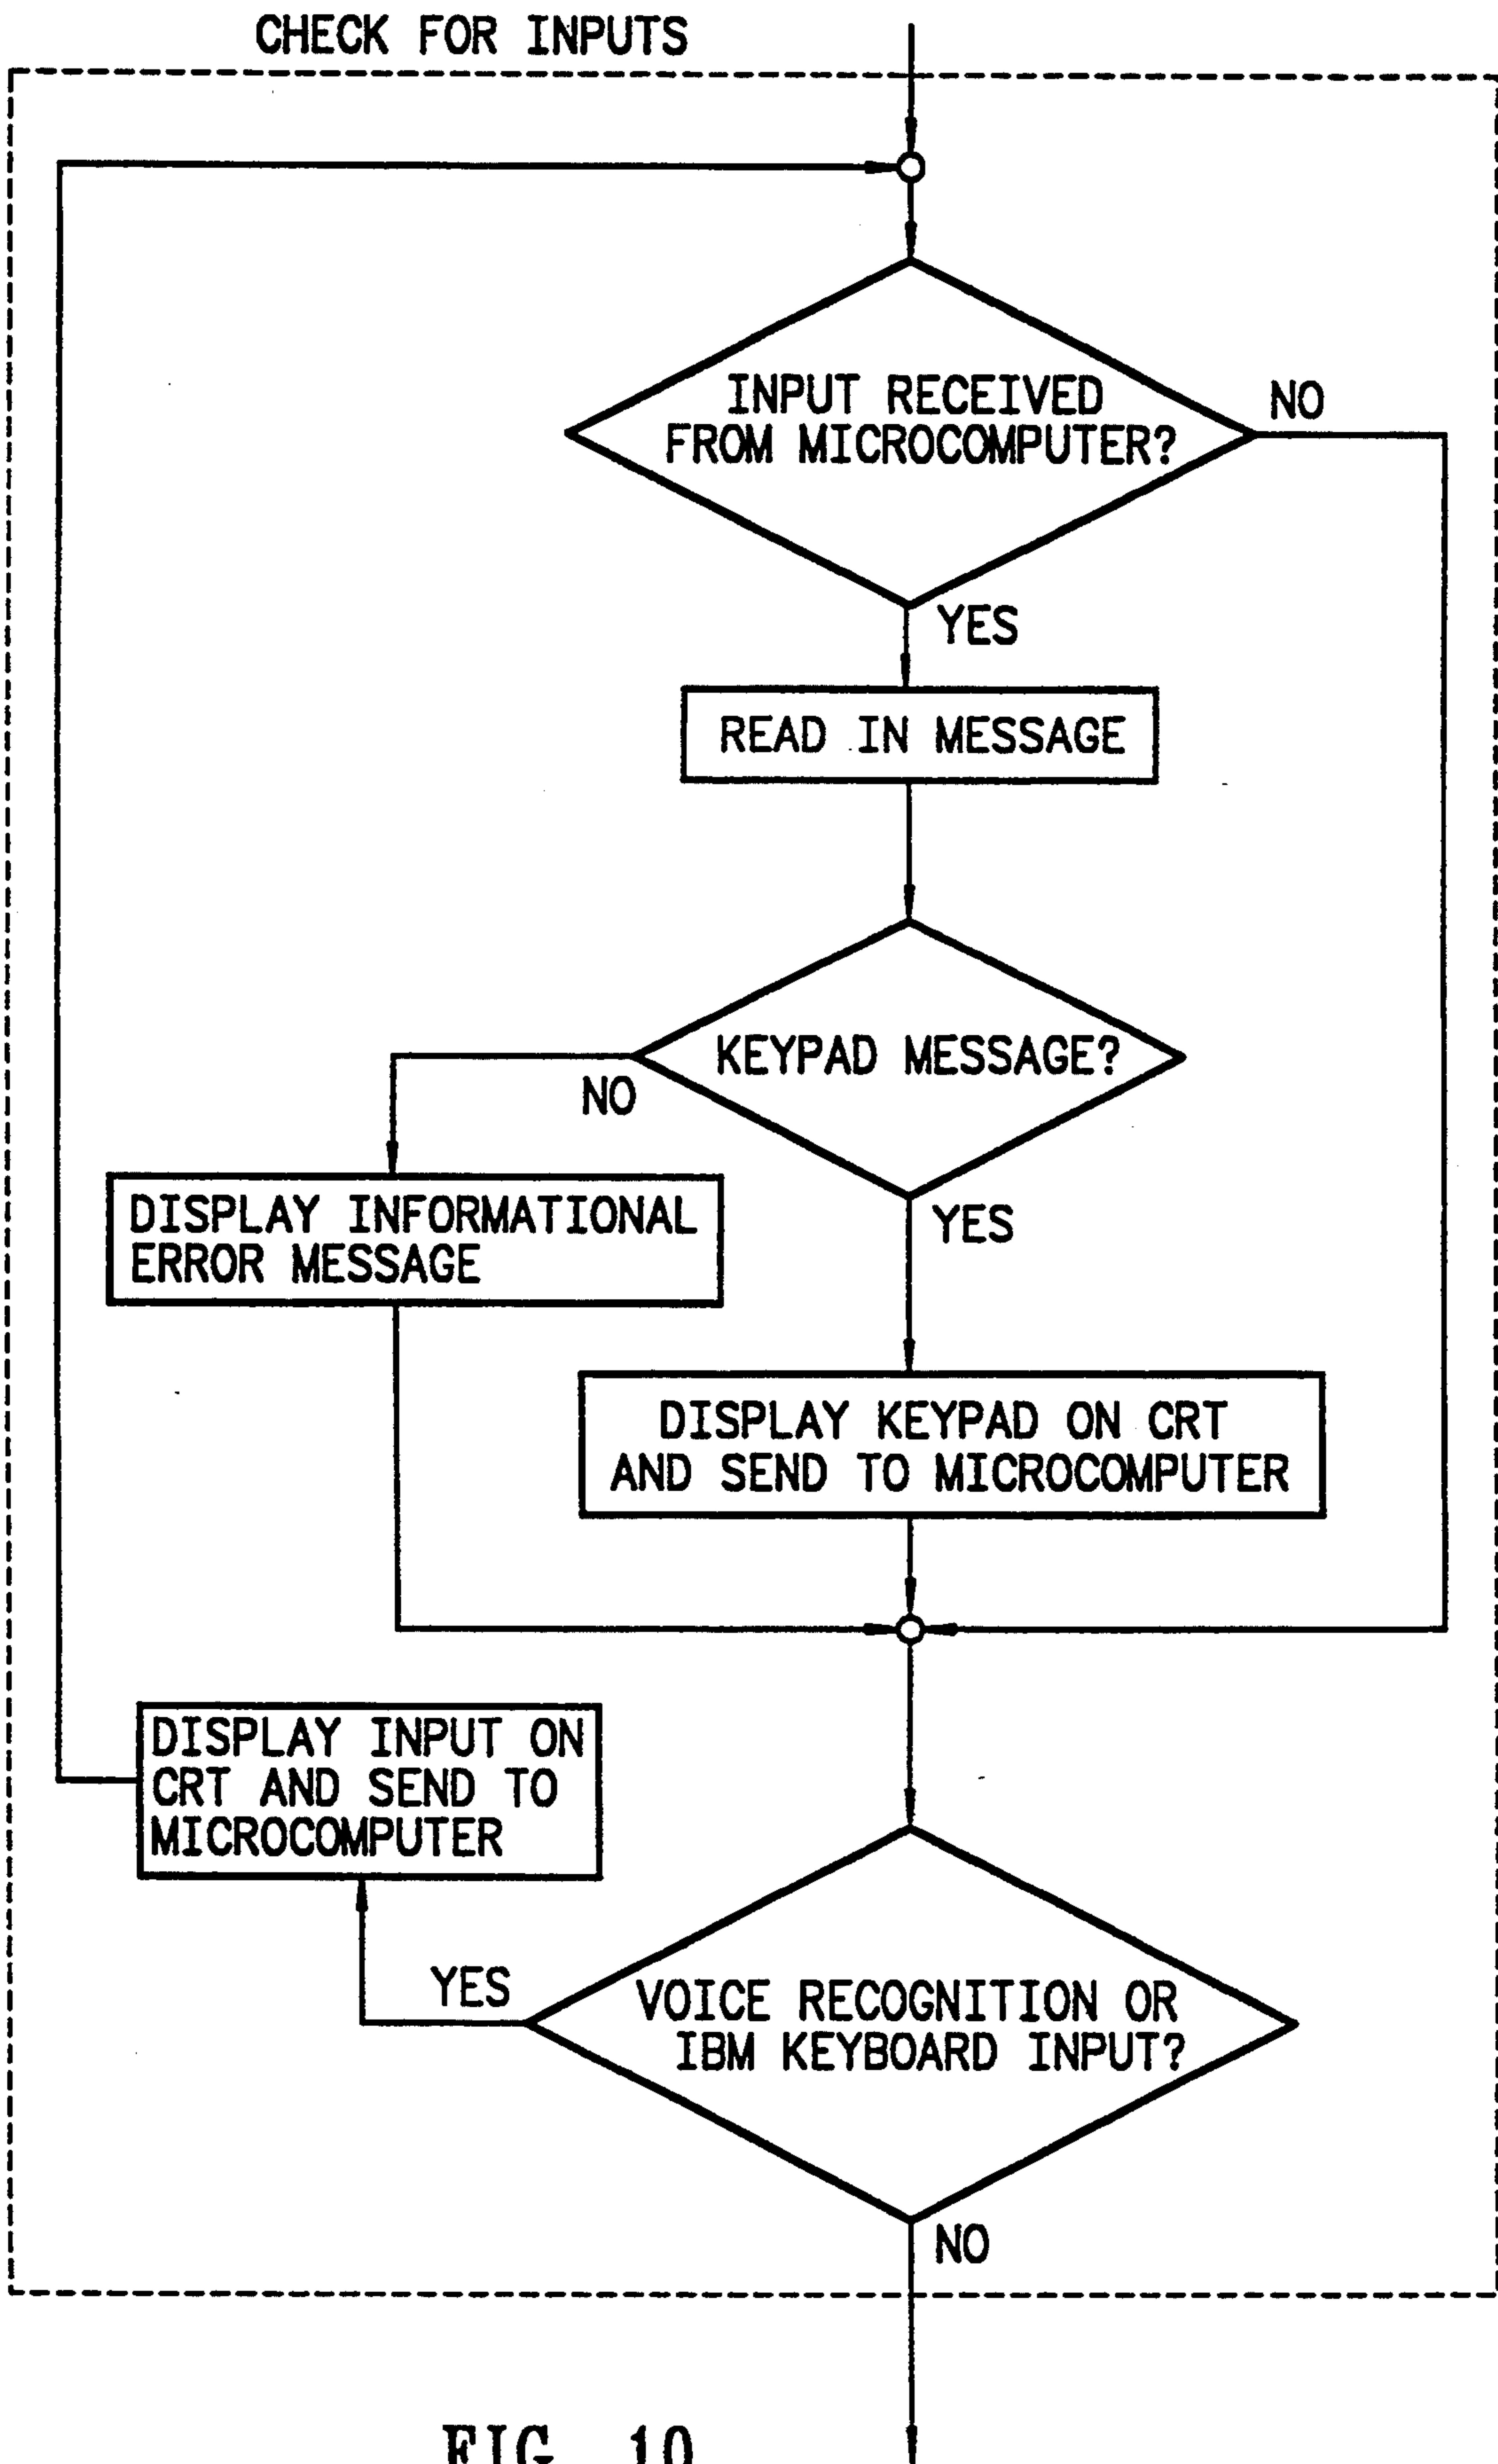 CHECK FOR INPUTS
INPUT RECEIVED
FROM MICROCOMPUTER?
NO
YES
READ IN MESSAGE
KEYPAD MESSAGE?
NO
YES
DISPLAY INFORMATIONAL
ERROR MESSAGE
DISPLAY KEYPAD ON CRT
AND SEND TO MICROCOMPUTER
DISPLAY INPUT ON
CRT AND SEND TO
MICROCOMPUTER
YES
VOICE RECOGNITION OR
IBM KEYBOARD INPUT?
NO
FIG. 10